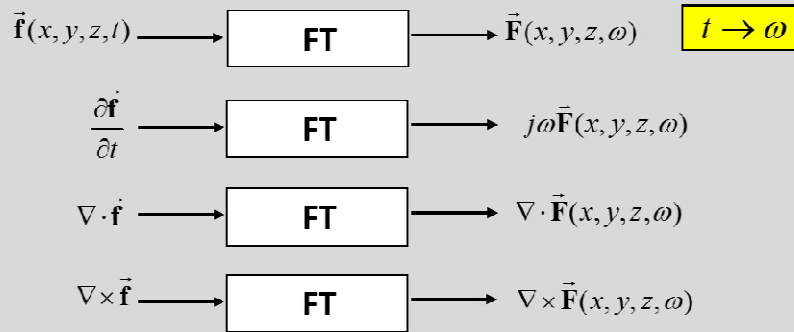 f⃗(x, y, z, t) → FT → F⃗(x, y, z, ω) t → ω
∂f⃗/∂t → FT → jωF⃗(x, y, z, ω)
∇ · f⃗ → FT → ∇ · F⃗(x, y, z, ω)
∇ × f⃗ → FT → ∇ × F⃗(x, y, z, ω)